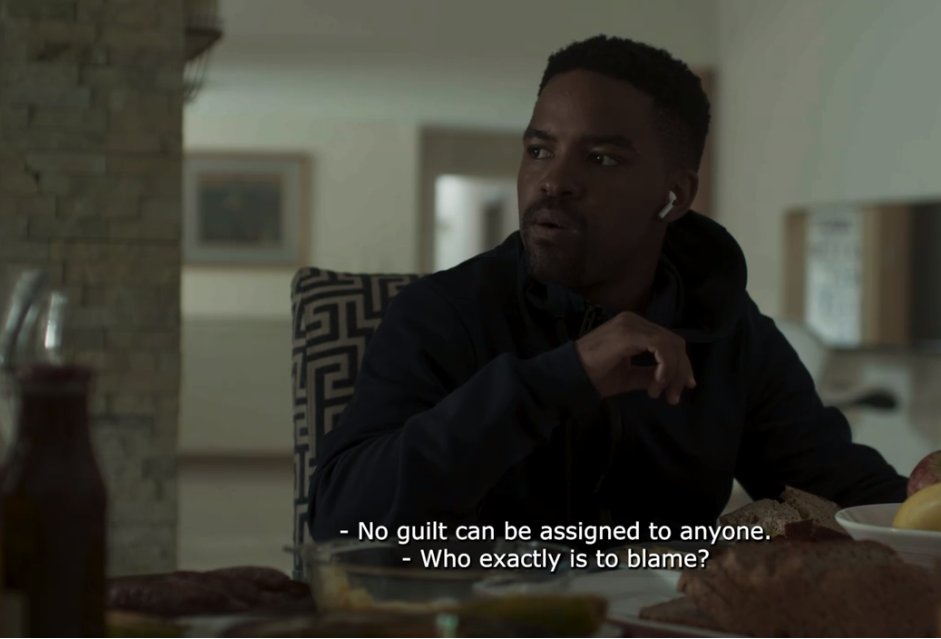 - No guilt can be assigned to anyone.
- Who exactly is to blame?